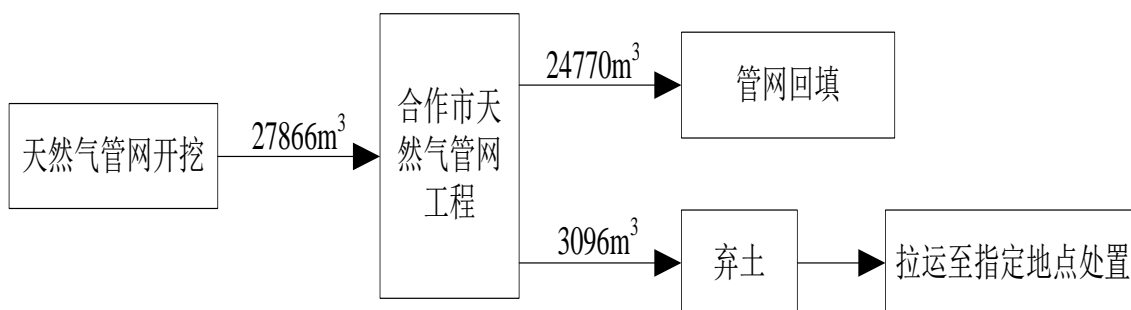 天然气管网开挖
27866m³
合作市天
然气管网
工程
24770m³
管网回填
3096m³
弃土
拉运至指定地点处置